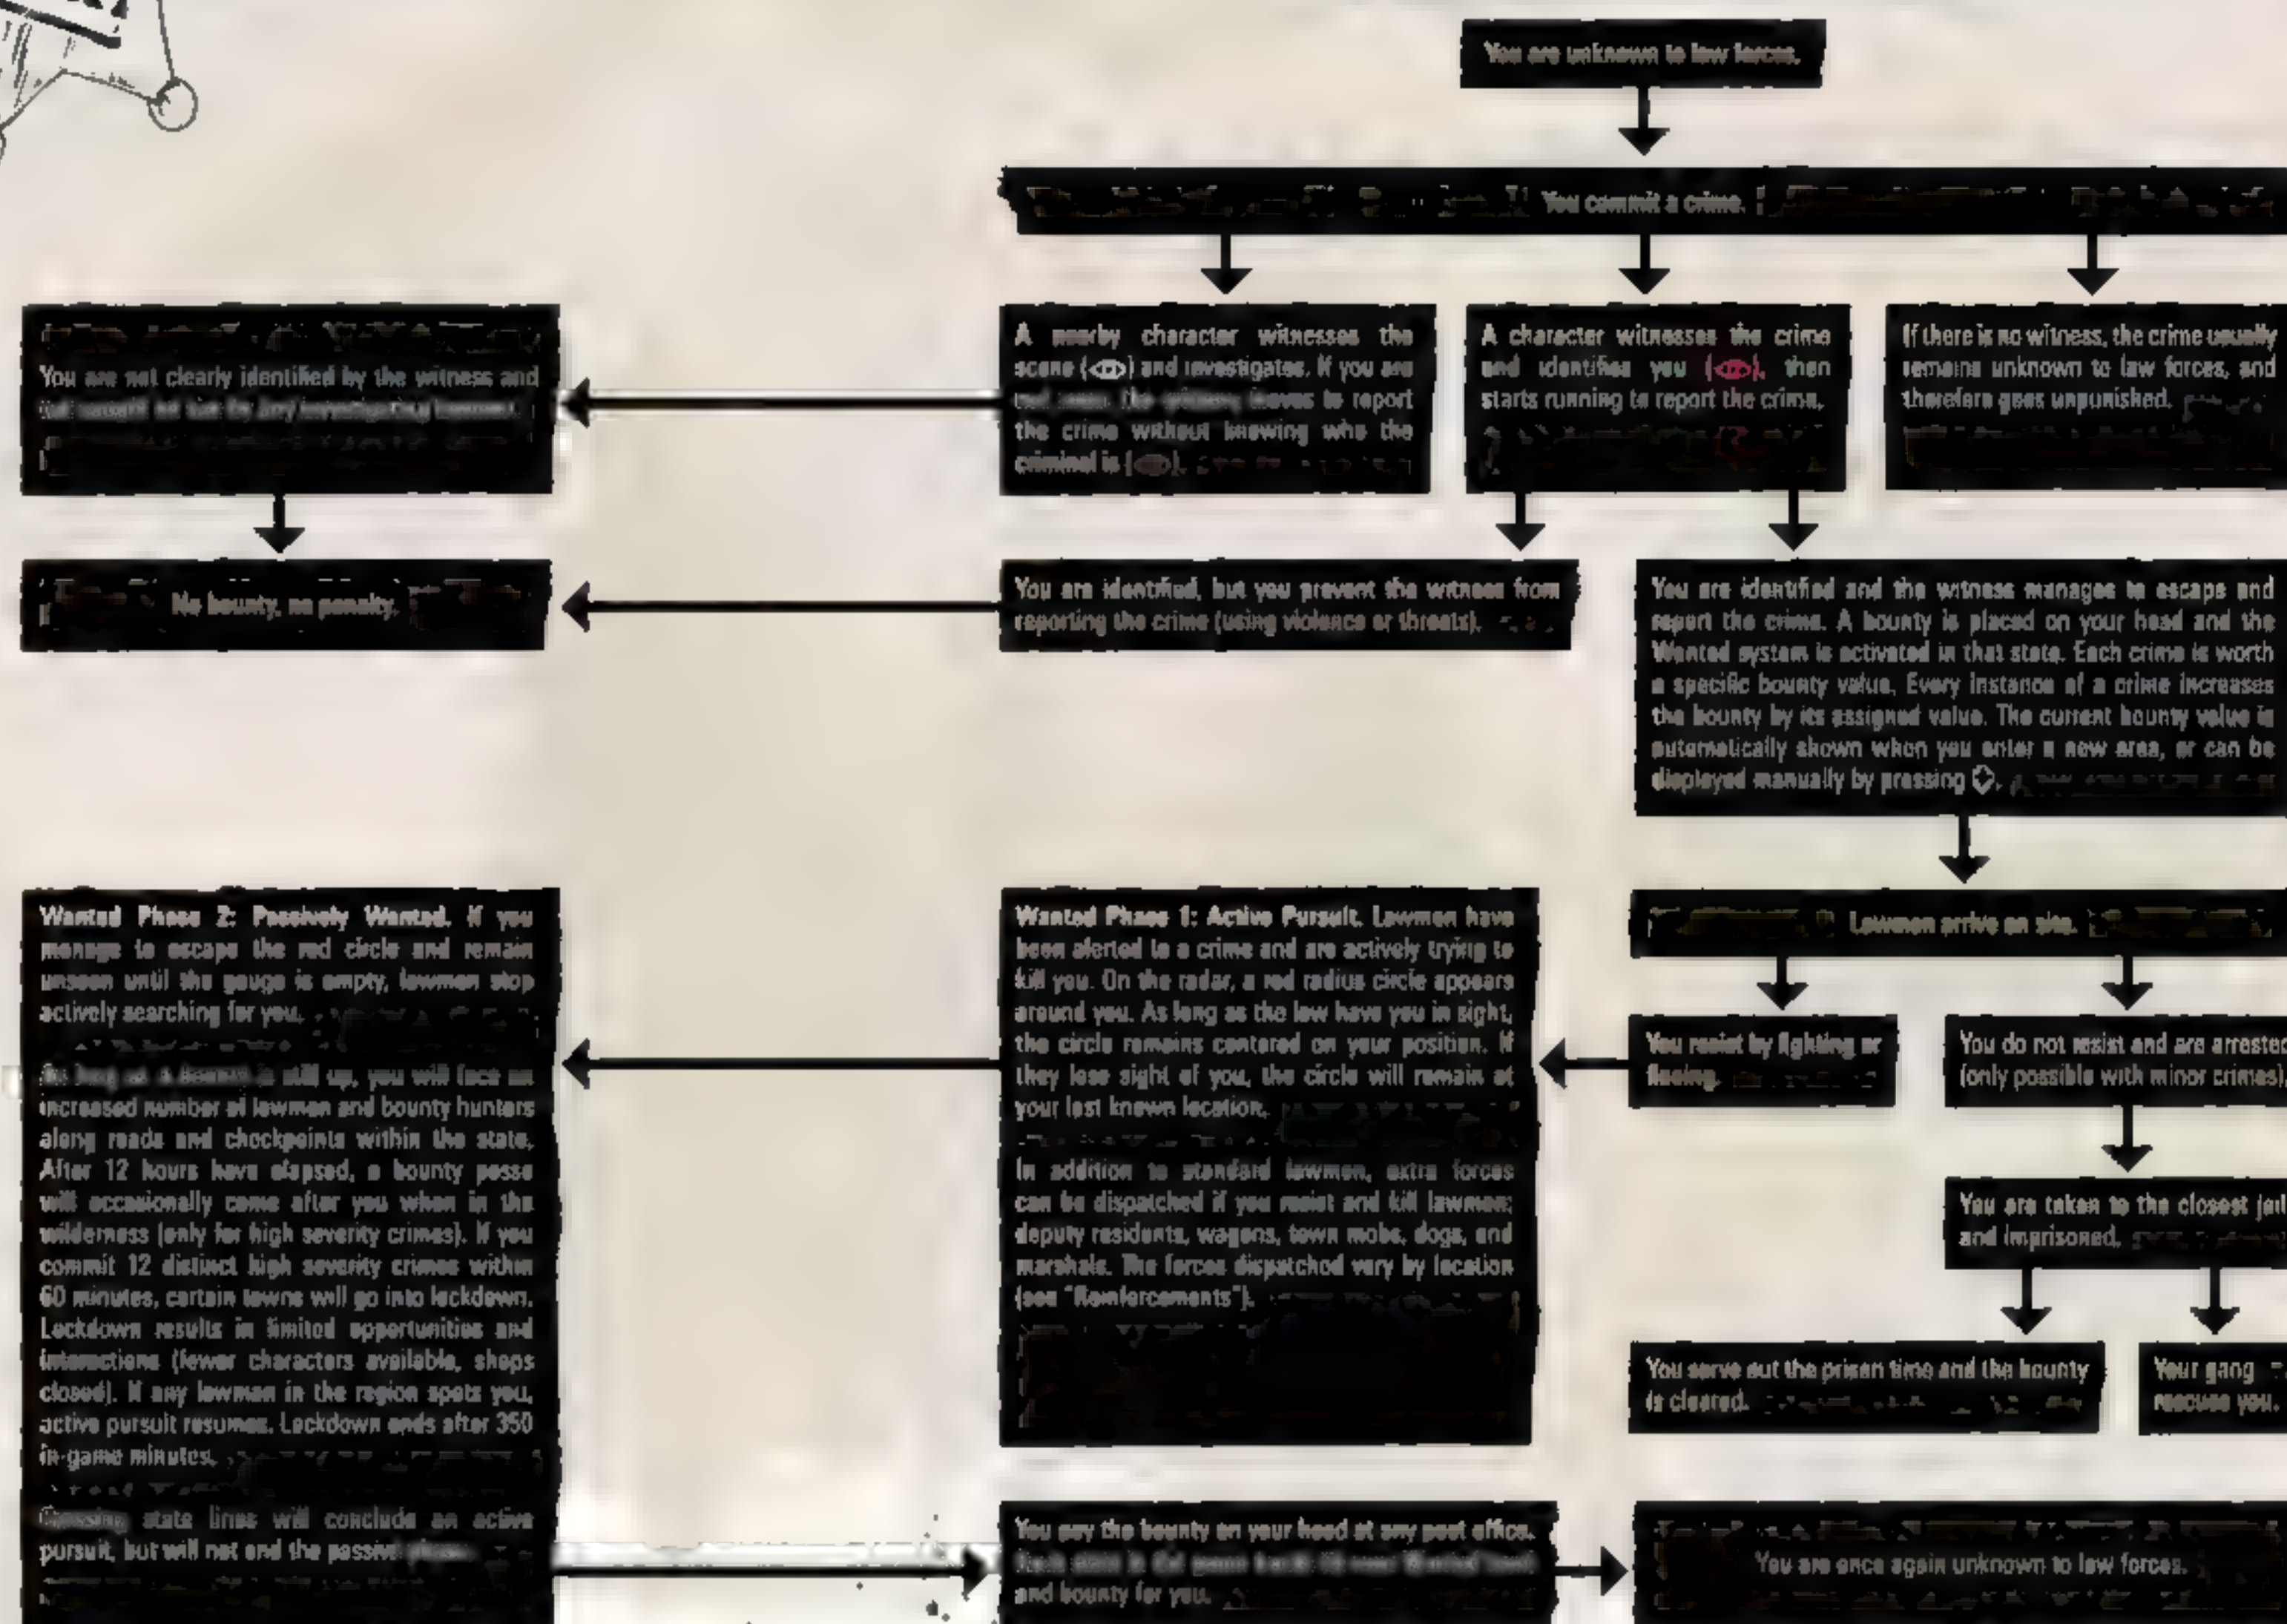 You are unknown to law forces.
You commit a crime.
You are not clearly identified by the witness and
A nearby character witnesses the
scene ( ) and investigates. If you are
moves to report
the crime without knowing who the
criminal is ( ).
A character witnesses the crime
and identifies you ( ), then
starts running to report the crime.
If there is no witness, the crime usually
remains unknown to law forces, and
therefore goes unpunished.
No bounty, no penalty.
You are identified, but you prevent the witness from
reporting the crime (using violence or threats).
You are identified and the witness manages to escape and
report the crime. A bounty is placed on your head and the
Wanted system is activated in that state. Each crime is worth
a specific bounty value. Every instance of a crime increases
the bounty by its assigned value. The current bounty value is
automatically shown when you enter a new area, or can be
displayed manually by pressing .
Lawmen arrive on site.
You resist by fighting or
fleeing.
You do not resist and are arrested
(only possible with minor crimes).
You are taken to the closest jail
and imprisoned.
You serve out the prison time and the bounty
is cleared.
Your gang
rescues you.
Wanted Phase 1: Active Pursuit. Lawmen have
been alerted to a crime and are actively trying to
kill you. On the radar, a red radius circle appears
around you. As long as the law have you in sight,
the circle remains centered on your position. If
they lose sight of you, the circle will remain at
your last known location.
In addition to standard lawmen, extra forces
can be dispatched if you resist and kill lawmen:
deputy residents, wagons, town mobs, dogs, and
marshals. The forces dispatched vary by location
(see "Reinforcements").
Wanted Phase 2: Passively Wanted. If you
manage to escape the red circle and remain
unseen until the gauge is empty, lawmen stop
actively searching for you.
As long as a is still up, you will face an
increased number of lawmen and bounty hunters
along roads and checkpoints within the state.
After 12 hours have elapsed, a bounty posse
will occasionally come after you when in the
wilderness (only for high severity crimes). If you
commit 12 distinct high severity crimes within
60 minutes, certain towns will go into lockdown.
Lockdown results in limited opportunities and
interactions (fewer characters available, shops
closed). If any lawman in the region spots you,
active pursuit resumes. Lockdown ends after 350
in-game minutes.
Crossing state lines will conclude an active
pursuit, but will not end the passive
You pay the bounty on your head at any post office.
and bounty for you.
You are once again unknown to law forces.